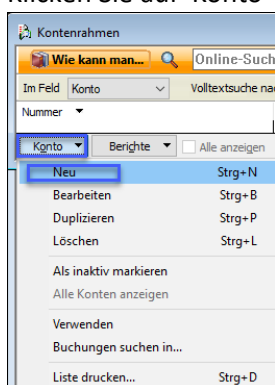 Klicken Sie auf "Konto"
Kontenrahmen
Wie kann man... Online-Such
Im Feld Konto Volltextsuche na
Nummer
Konto Berichte Alle anzeigen
Neu Strg+N
Bearbeiten Strg+B
Duplizieren Strg+P
Löschen Strg+L
Als inaktiv markieren
Alle Konten anzeigen
Verwenden
Buchungen suchen in...
Liste drucken... Strg+D